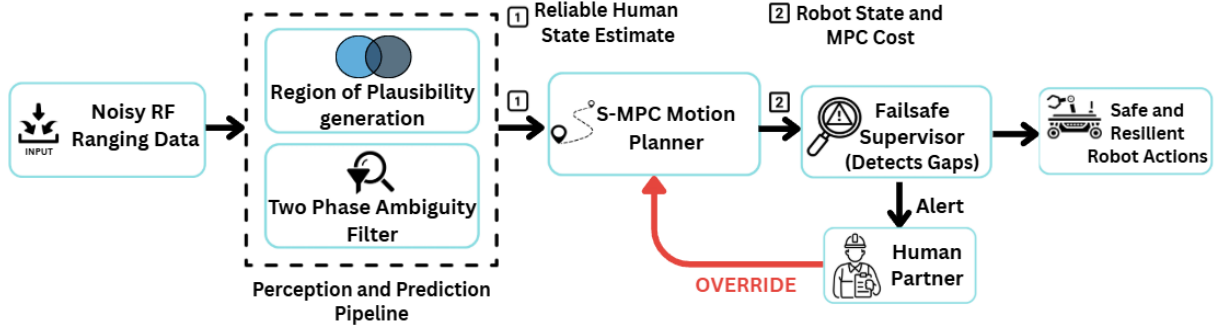 1 Reliable Human
State Estimate
2 Robot State and
MPC Cost
INPUT
Noisy RF
Ranging Data
Region of Plausibility
generation
Two Phase Ambiguity
Filter
Perception and Prediction
Pipeline
1
S-MPC Motion
Planner
2
Failsafe
Supervisor
(Detects Gaps)
Safe and
Resilient
Robot Actions
Alert
Human
Partner
OVERRIDE